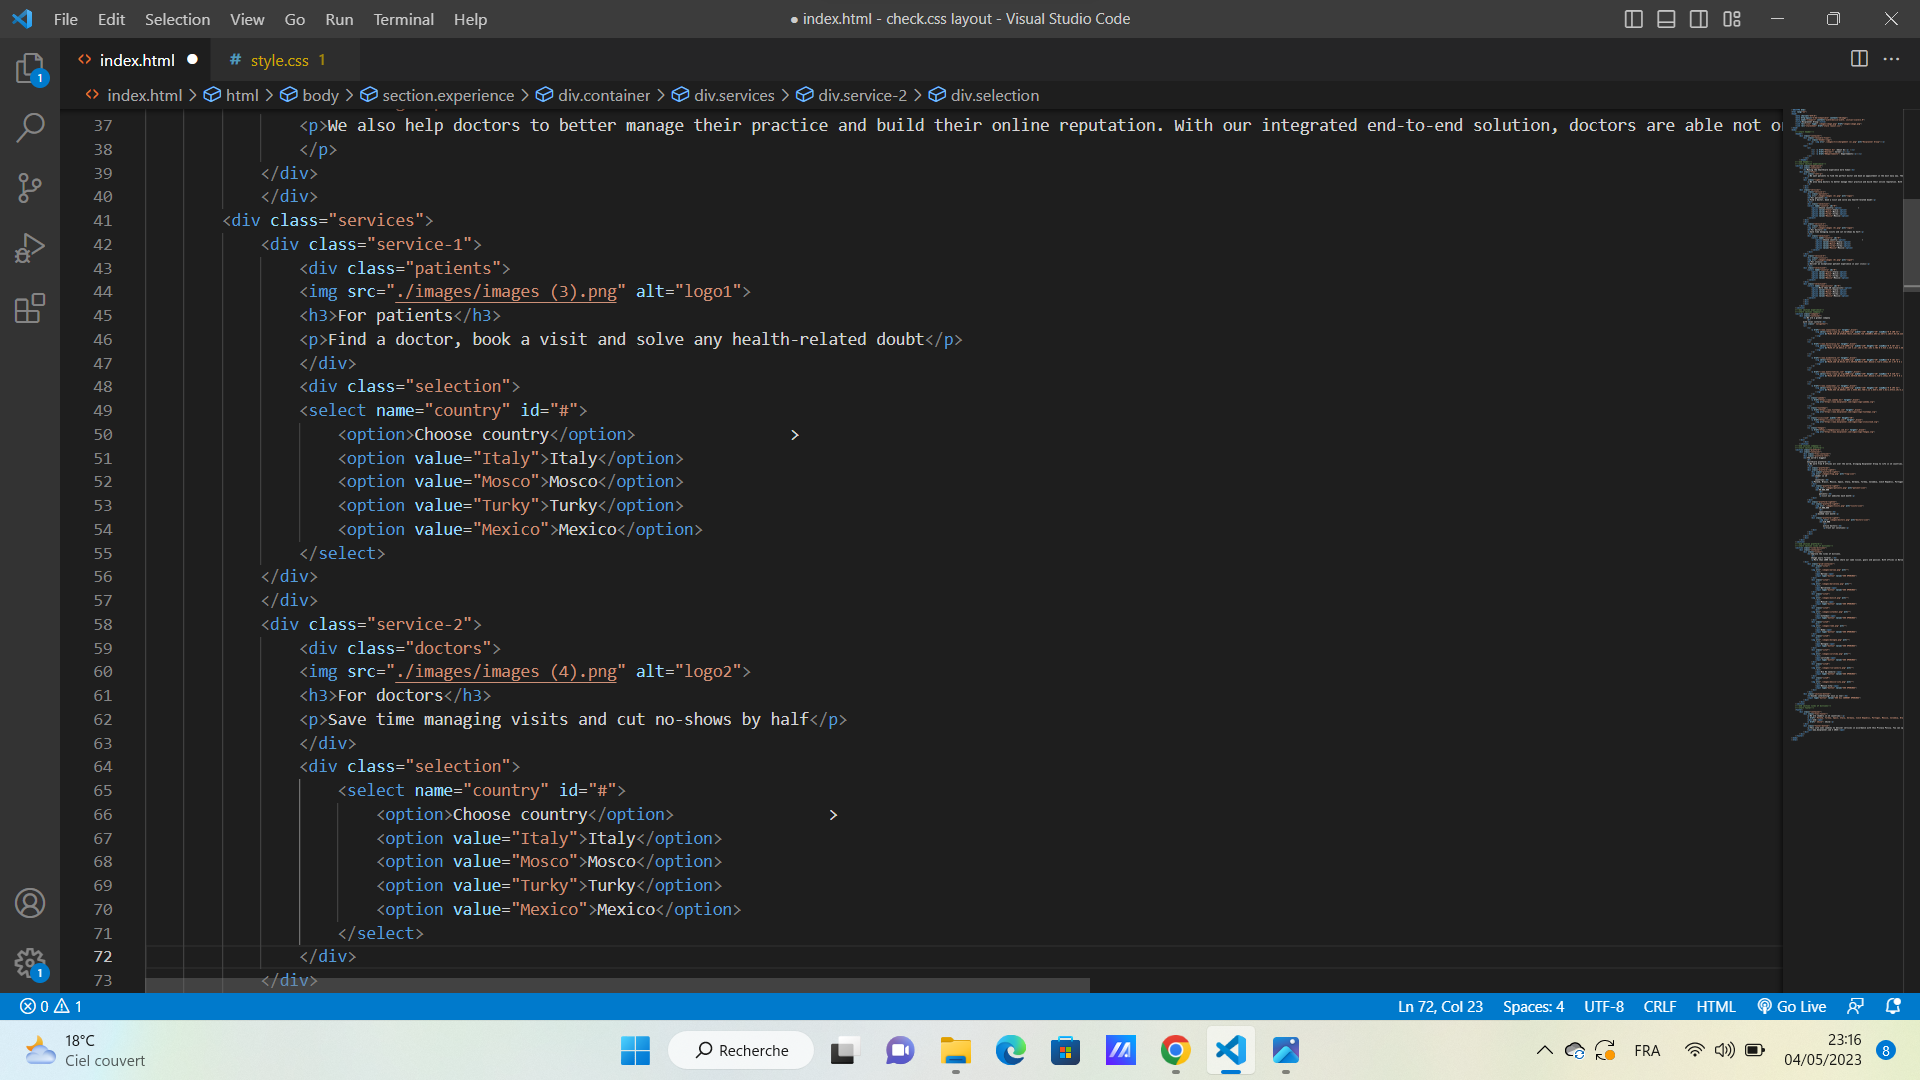 File Edit Selection View Go Run Terminal Help
● index.html - check.css layout - Visual Studio Code
index.html ●
# style.css 1
index.html > html > body > section.experience > div.container > div.services > div.service-2 > div.selection
37 <p>We also help doctors to better manage their practice and build their online reputation. With our integrated end-to-end solution, doctors are able not o
38 </p>
39 </div>
40 </div>
41 <div class="services">
42 <div class="service-1">
43 <div class="patients">
44 <img src="./images/images (3).png" alt="logo1">
45 <h3>For patients</h3>
46 <p>Find a doctor, book a visit and solve any health-related doubt</p>
47 </div>
48 <div class="selection">
49 <select name="country" id="#">
50 <option>Choose country</option> >
51 <option value="Italy">Italy</option>
52 <option value="Mosco">Mosco</option>
53 <option value="Turky">Turky</option>
54 <option value="Mexico">Mexico</option>
55 </select>
56 </div>
57 </div>
58 <div class="service-2">
59 <div class="doctors">
60 <img src="./images/images (4).png" alt="logo2">
61 <h3>For doctors</h3>
62 <p>Save time managing visits and cut no-shows by half</p>
63 </div>
64 <div class="selection">
65 <select name="country" id="#">
66 <option>Choose country</option> >
67 <option value="Italy">Italy</option>
68 <option value="Mosco">Mosco</option>
69 <option value="Turky">Turky</option>
70 <option value="Mexico">Mexico</option>
71 </select>
72 </div>
73 </div>
1
1
0 1
Ln 72, Col 23 Spaces: 4 UTF-8 CRLF HTML Go Live
18°C
Ciel couvert
Recherche
FRA
23:16
04/05/2023
8